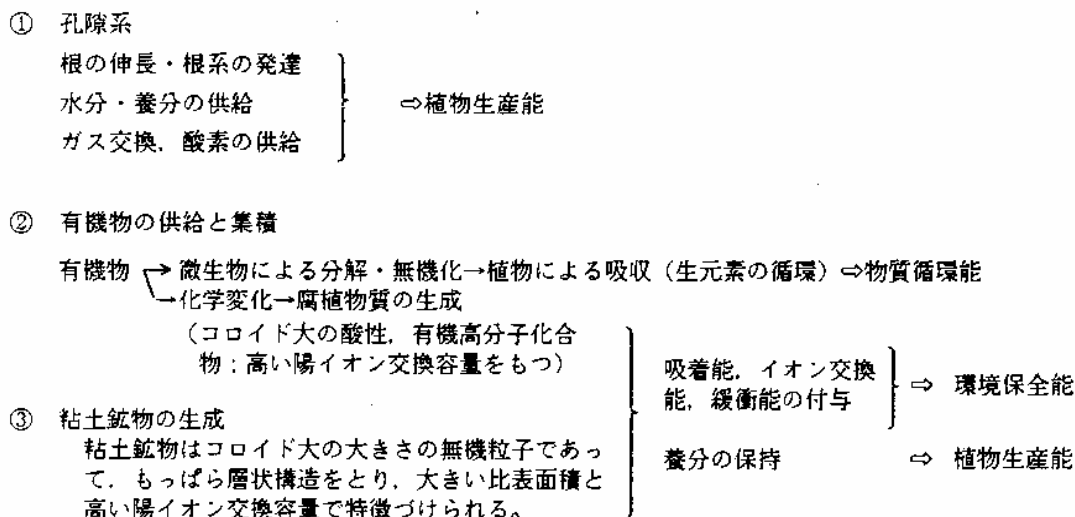 ① 孔隙系
根の伸長・根系の発達
水分・養分の供給 ⇨植物生産能
ガス交換，酸素の供給
② 有機物の供給と集積
有機物 → 微生物による分解・無機化→植物による吸収（生元素の循環）⇨物質循環能
→化学変化→腐植物質の生成
（コロイド大の酸性，有機高分子化合
物；高い陽イオン交換容量をもつ）
吸着能，イオン交換
能，緩衝能の付与 ⇨ 環境保全能
③ 粘土鉱物の生成
粘土鉱物はコロイド大の大きさの無機粒子であっ
て，もっぱら層状構造をとり，大きい比表面積と
高い陽イオン交換容量で特徴づけられる。
養分の保持 ⇨ 植物生産能